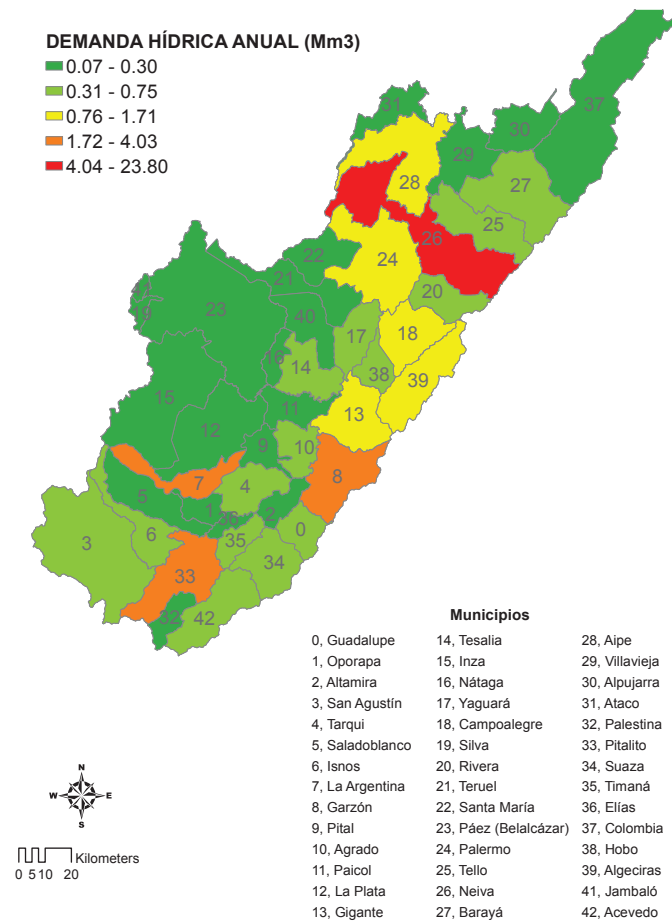 DEMANDA HÍDRICA ANUAL (Mm3)
0.07 - 0.30
0.31 - 0.75
0.76 - 1.71
1.72 - 4.03
4.04 - 23.80
37
31
30
29
28
27
25
26
24
22
21
20
41
19
23
40
17
18
16
14
38
39
15
11
13
12
9
10
8
7
4
5
1
2
36
0
6
35
3
34
33
32
42
Municipios
0, Guadalupe
1, Oporapa
2, Altamira
3, San Agustín
4, Tarqui
5, Saladoblanco
6, Isnos
7, La Argentina
8, Garzón
9, Pital
10, Agrado
11, Paicol
12, La Plata
13, Gigante
14, Tesalia
15, Inza
16, Nátaga
17, Yaguará
18, Campoalegre
19, Silva
20, Rivera
21, Teruel
22, Santa María
23, Páez (Belalcázar)
24, Palermo
25, Tello
26, Neiva
27, Barayá
28, Aipe
29, Villavieja
30, Alpujarra
31, Ataco
32, Palestina
33, Pitalito
34, Suaza
35, Timaná
36, Elías
37, Colombia
38, Hobo
39, Algeciras
41, Jambaló
42, Acevedo
N
W E
S
Kilometers
0 5 10 20